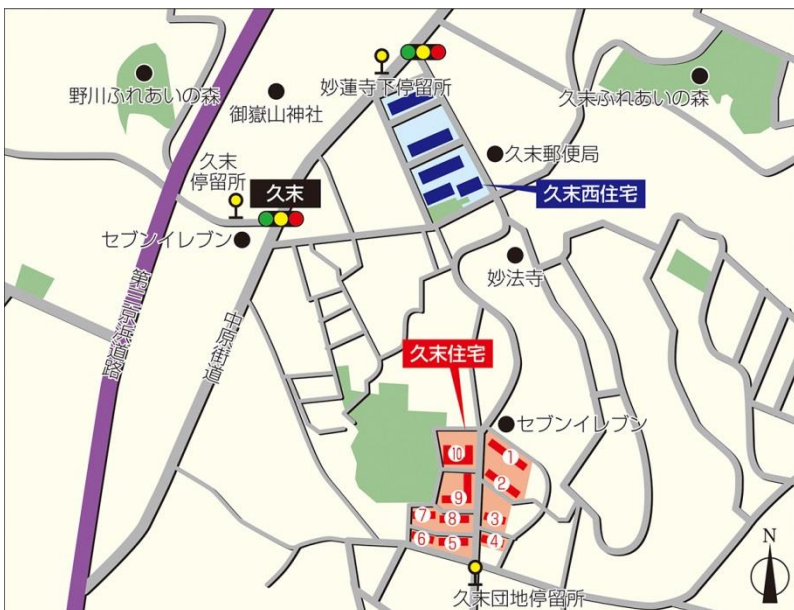 妙蓮寺下停留所
野川ふれあいの森
御嶽山神社
久末ふれあいの森
久末
停留所
久末
久末郵便局
久末西住宅
セブンイレブン
妙法寺
第三京浜道路
中原街道
久末住宅
セブンイレブン
①
⑩
②
⑨
⑦
⑧
③
⑥
⑤
④
N
久末団地停留所